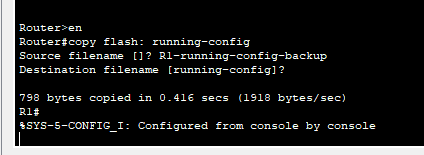 Router>en
Router#copy flash: running-config
Source filename []? R1-running-config-backup
Destination filename [running-config]?
798 bytes copied in 0.416 secs (1918 bytes/sec)
R1#
%SYS-5-CONFIG_I: Configured from console by console